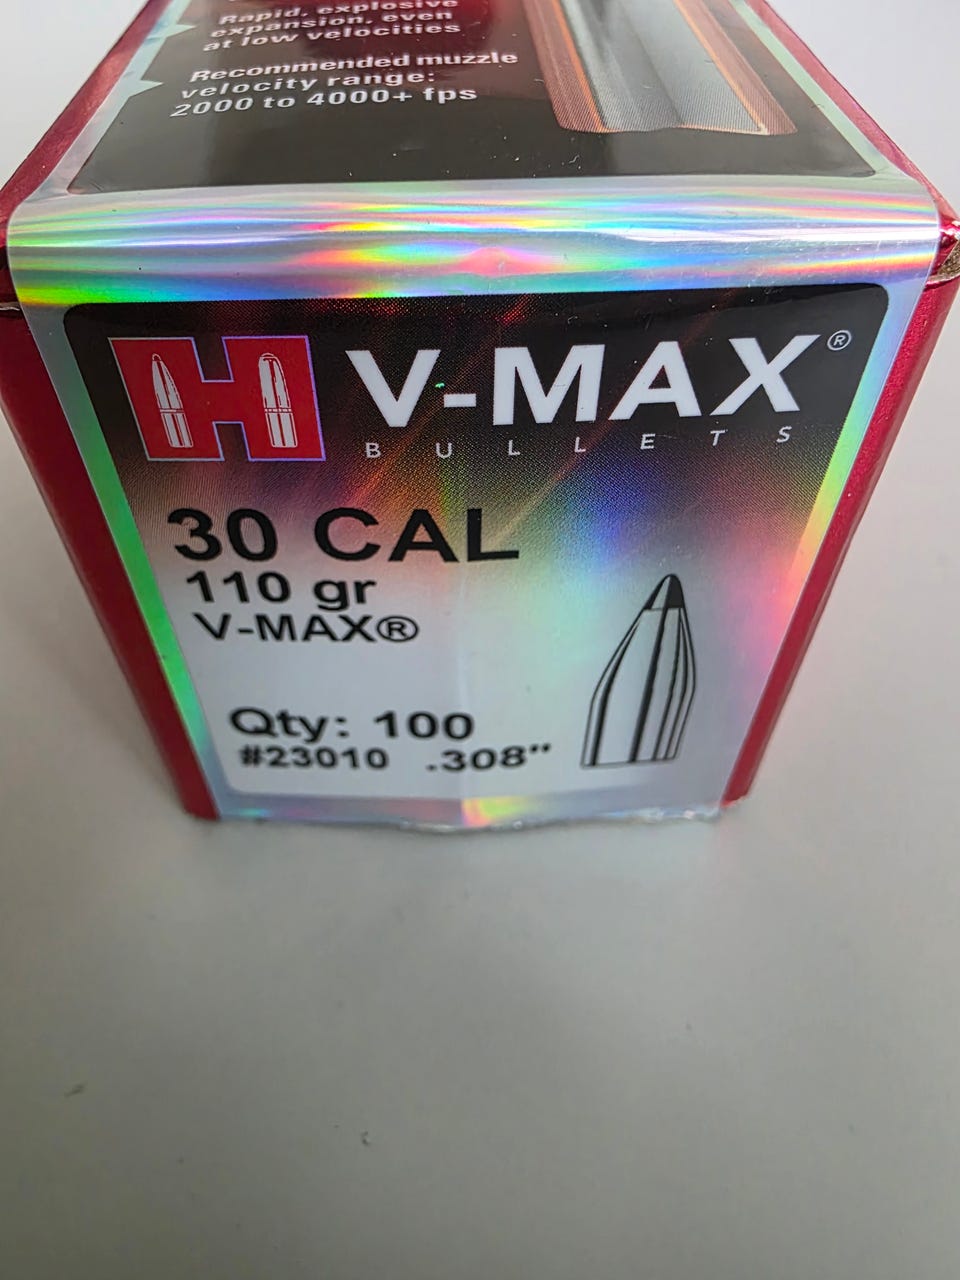 Rapid, explosive
expansion, even
at low velocities
Recommended muzzle
velocity range:
2000 to 4000+ fps
H V-MAX®
BULLETS
30 CAL
110 gr
V-MAX®
Qty: 100
#23010 .308"